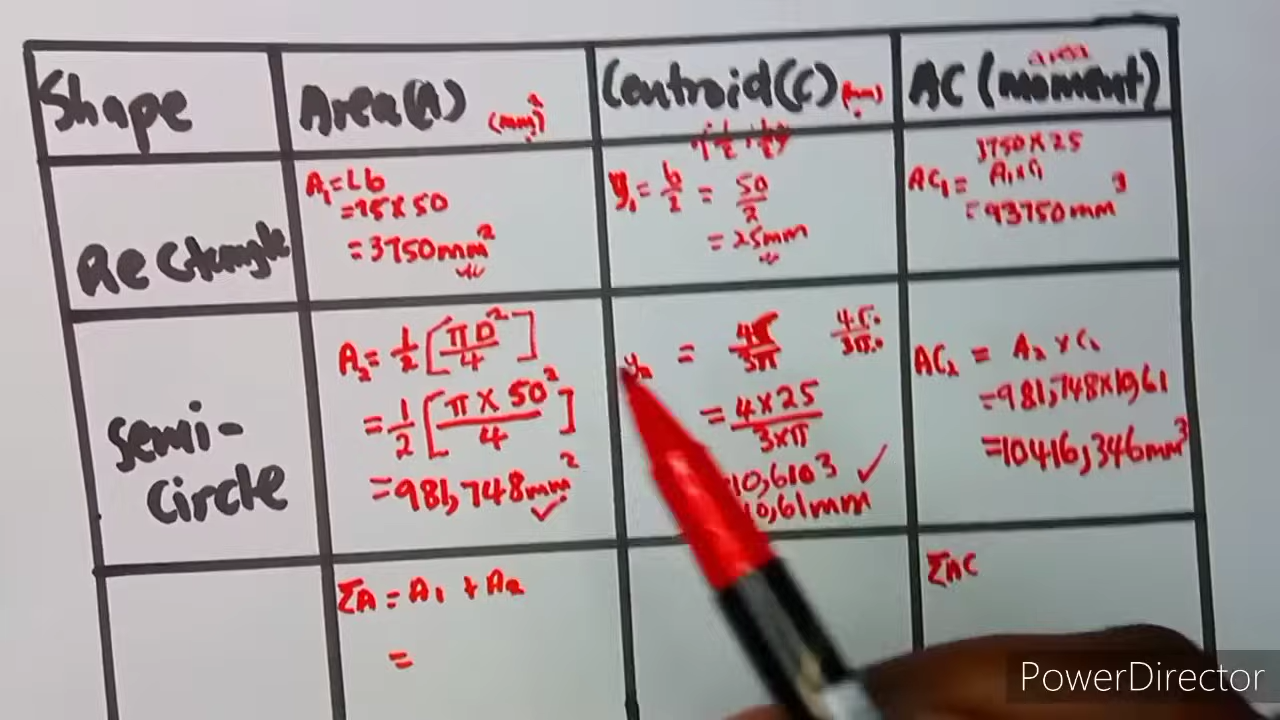 Shape
Area(A) (mm)²
Centroid(C) (mm)
AC (moment)
area
Rectangle
A₁=Lb
=75×50
=3750mm²
y₁= b/2 = 50/2
=25mm
3750×25
AC₁= A₁×C₁
=93750mm³
Semi-
Circle
A₂= 1/2 [πD²/4]
= 1/2 [π×50²/4]
=981,748mm²
y₂ = 4r/3π
4r/3π
= 4×25/3×π
10,6103 ✓
10,61mm
AC₂ = A₂×C₂
=981,748×10,61
=10416,346mm³
ΣA = A₁ + A₂
=
ΣAC
PowerDirector